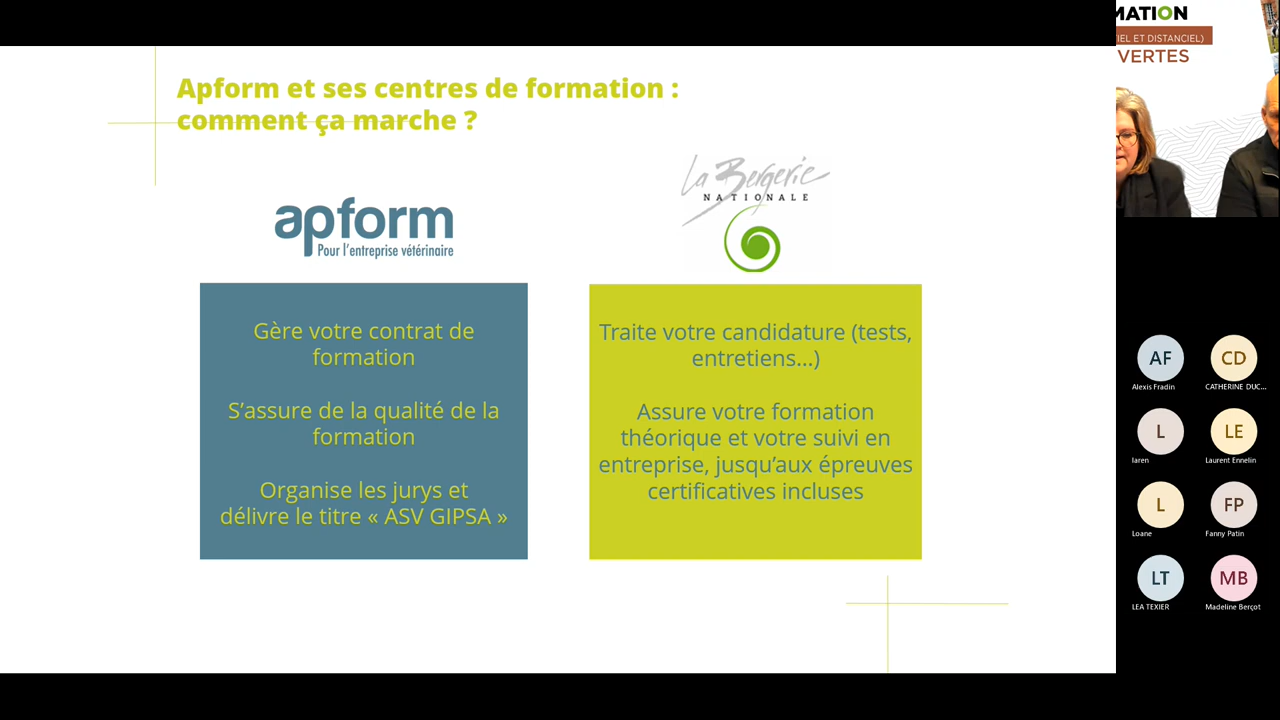 Apform et ses centres de formation :
comment ça marche ?
apform
Pour l'entreprise vétérinaire
La Bergerie
NATIONALE
Gère votre contrat de
formation
S'assure de la qualité de la
formation
Organise les jurys et
délivre le titre « ASV GIPSA »
Traite votre candidature (tests,
entretiens...)
Assure votre formation
théorique et votre suivi en
entreprise, jusqu'aux épreuves
certificatives incluses
MATION
IEL ET DISTANCIEL)
VERTES
AF
Alexis Fradin
CD
CATHERINE DUC...
L
laren
LE
Laurent Ennelin
L
Loane
FP
Fanny Patin
LT
LEA TEXIER
MB
Madeline Berçot